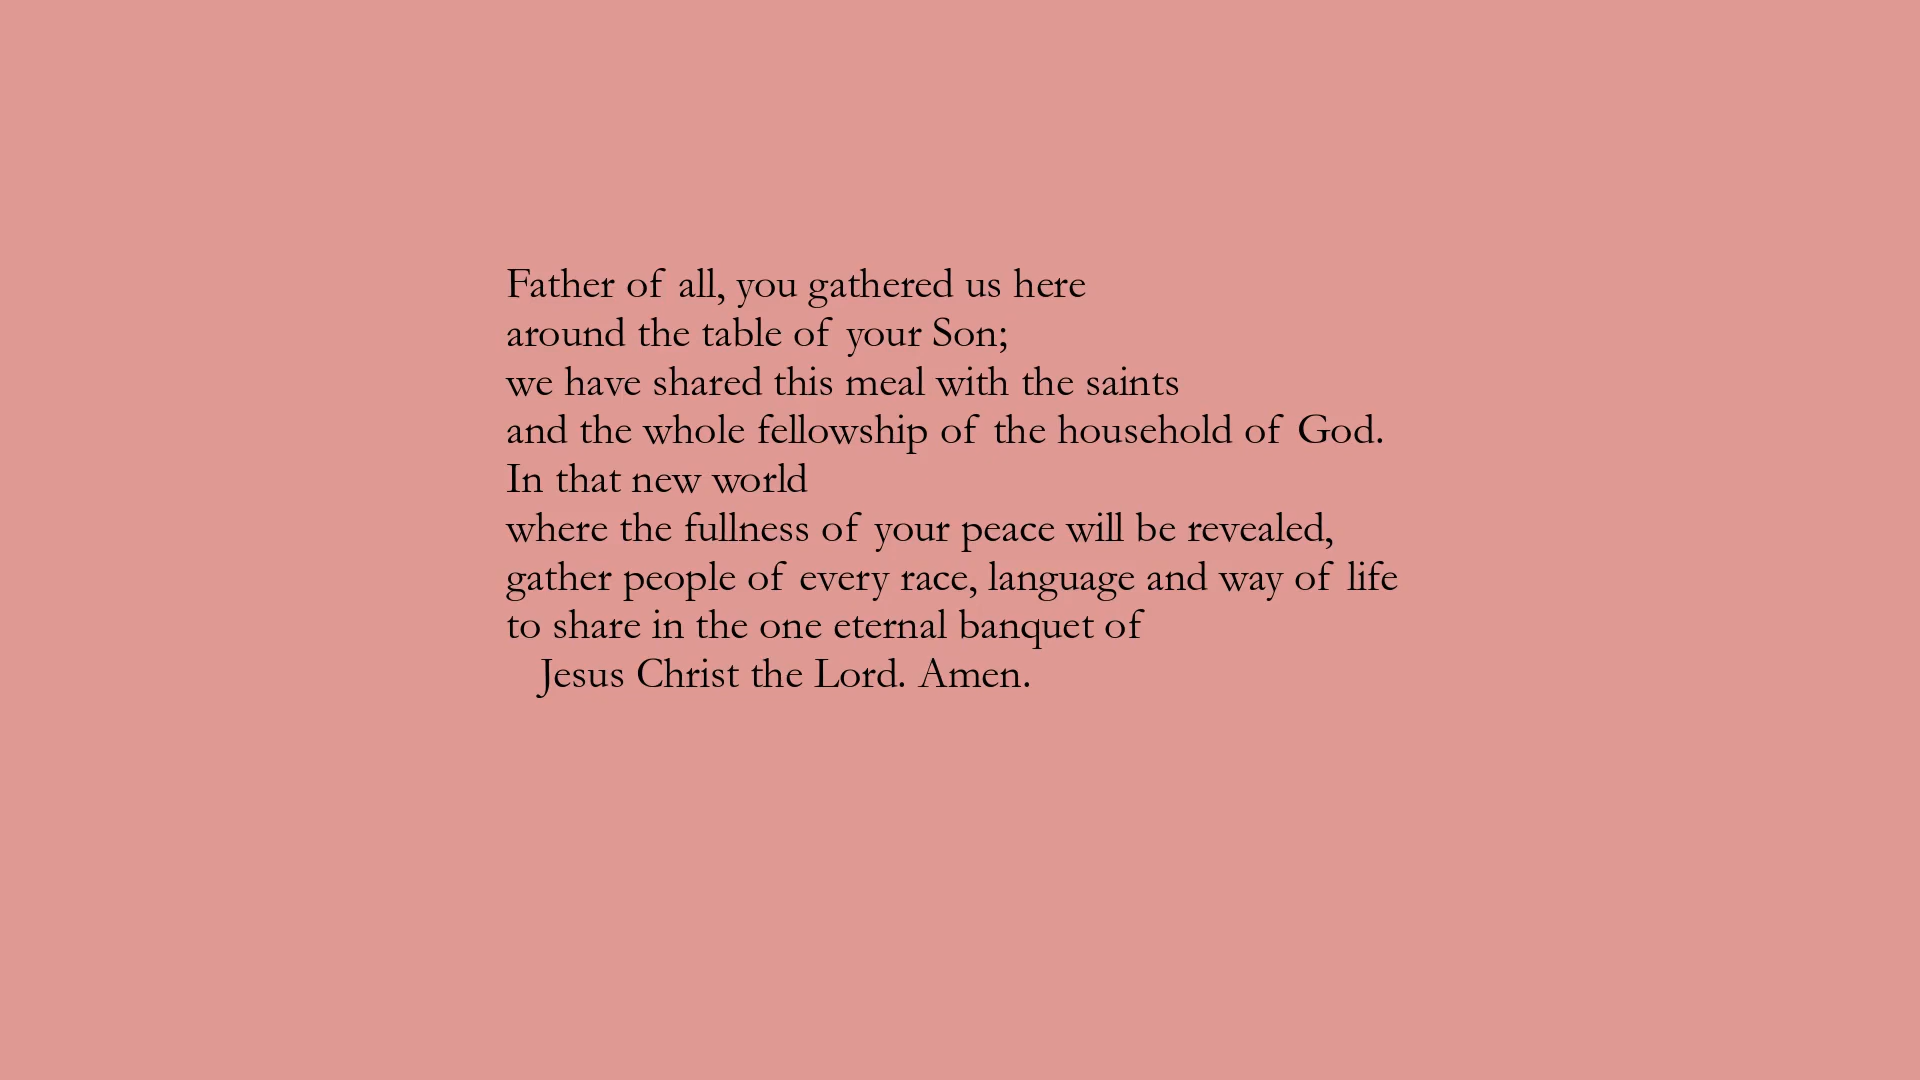 Father of all, you gathered us here
around the table of your Son;
we have shared this meal with the saints
and the whole fellowship of the household of God.
In that new world
where the fullness of your peace will be revealed,
gather people of every race, language and way of life
to share in the one eternal banquet of
Jesus Christ the Lord. Amen.